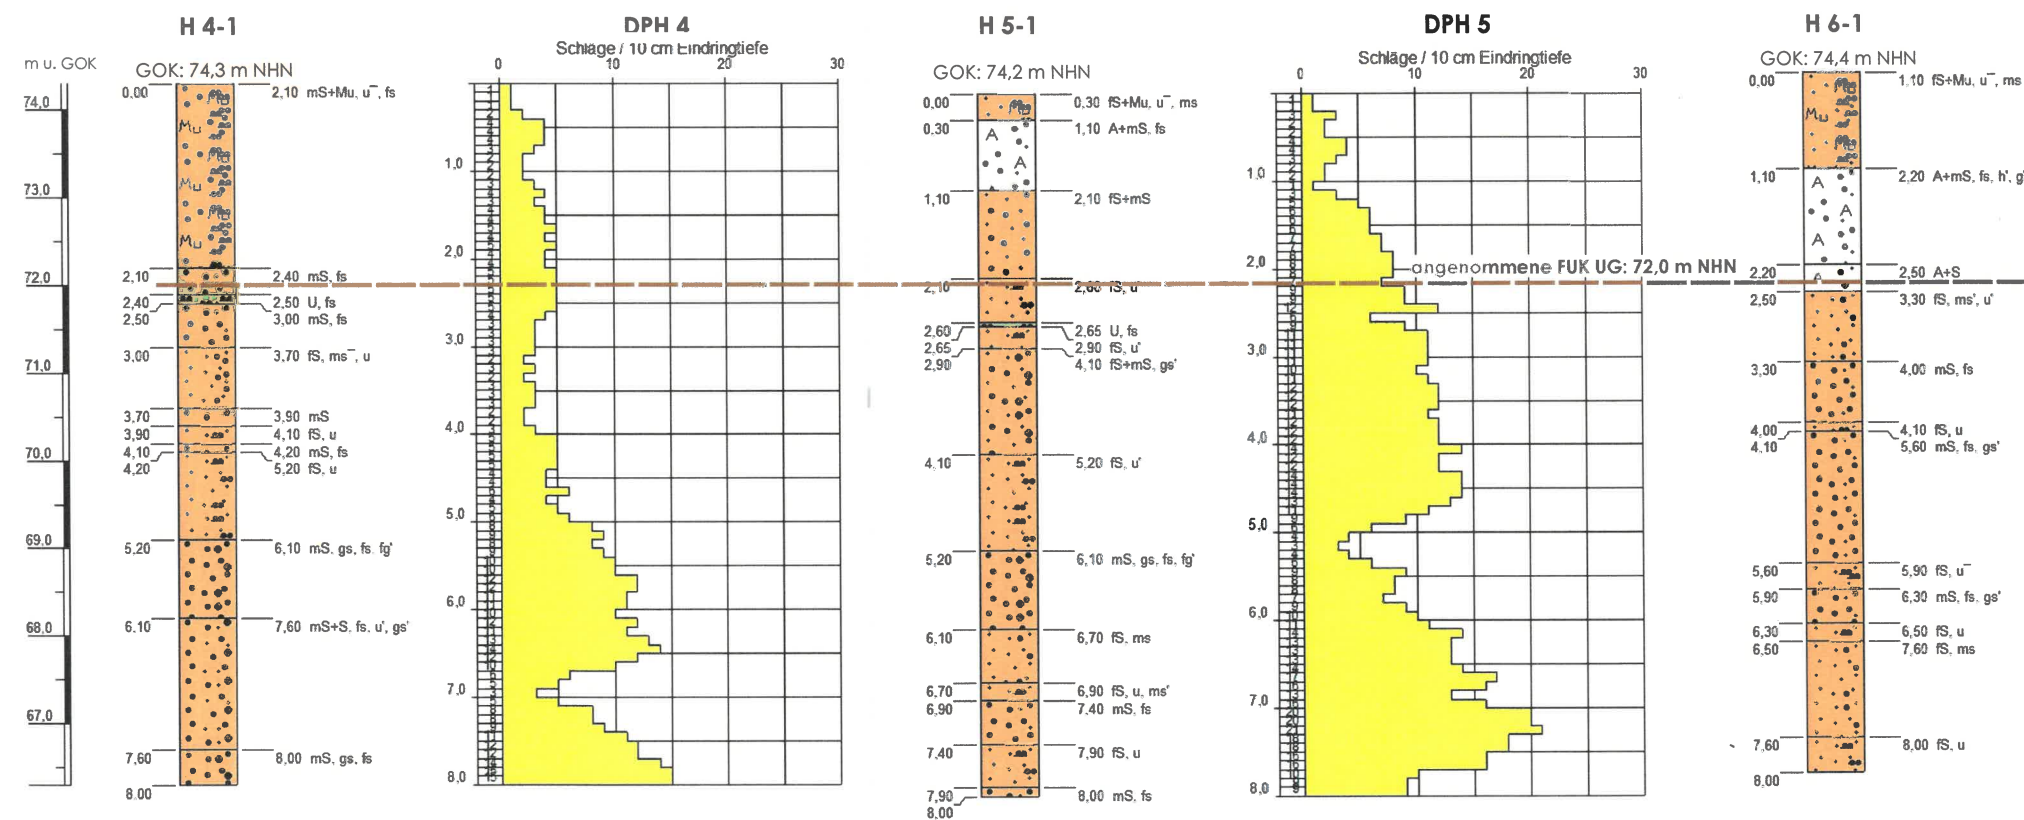 H 4-1
DPH 4
H 5-1
DPH 5
H 6-1
Schläge / 10 cm Eindringtiefe
Schläge / 10 cm Eindringtiefe
m u. GOK
GOK: 74,3 m NHN
GOK: 74,2 m NHN
GOK: 74,4 m NHN
74,0
73,0
72,0
71,0
70,0
69,0
68,0
67,0
0,00 2,10 mS+Mu, u¯, fs
Mu
Mu
Mu
2,10 2,40 mS, fs
2,40 2,50 U, fs
2,50 3,00 mS, fs
3,00 3,70 fS, ms¯, u
3,70 3,90 mS
3,90 4,10 fS, u
4,10 4,20 mS, fs
4,20 5,20 fS, u
5,20 6,10 mS, gs, fs, fg'
6,10 7,60 mS+S, fs, u', gs'
7,60 8,00 mS, gs, fs
8,00
0 10 20 30
1,0
2,0
3,0
4,0
5,0
6,0
7,0
8,0
0,00 0,30 fS+Mu, u¯, ms
0,30 1,10 A+mS, fs
A
A
1,10 2,10 fS+mS
2,10 2,60 fS, u'
2,60 2,65 U, fs
2,65 2,90 fS, u'
2,90 4,10 fS+mS, gs'
4,10 5,20 fS, u'
5,20 6,10 mS, gs, fs, fg'
6,10 6,70 fS, ms
6,70 6,90 fS, u, ms'
6,90 7,40 mS, fs
7,40 7,90 fS, u
7,90 8,00 mS, fs
8,00
0 10 20 30
1,0
2,0
3,0
4,0
5,0
6,0
7,0
8,0
angenommene FUK UG: 72,0 m NHN
0,00 1,10 fS+Mu, u¯, ms
Mu
1,10 2,20 A+mS, fs, h', g'
A
A
A
A
2,20 2,50 A+S
2,50 3,30 fS, ms', u'
3,30 4,00 mS, fs
4,00 4,10 fS, u
4,10 5,60 mS, fs, gs'
5,60 5,90 fS, u¯
5,90 6,30 mS, fs, gs'
6,30 6,50 fS, u
6,50 7,60 fS, ms
7,60 8,00 fS, u
8,00